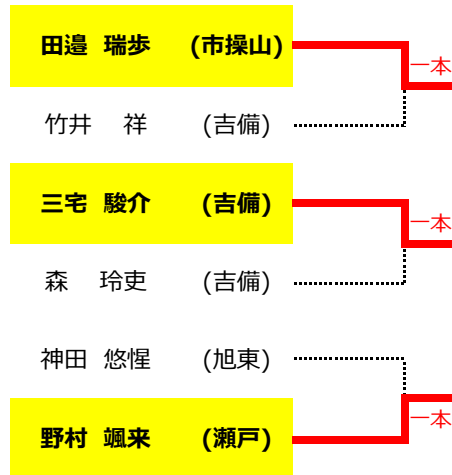 田邉 瑞歩 (市操山)
一本
竹井 祥 (吉備)
三宅 駿介 (吉備)
一本
森 玲吏 (吉備)
神田 悠惺 (旭東)
一本
野村 颯来 (瀬戸)